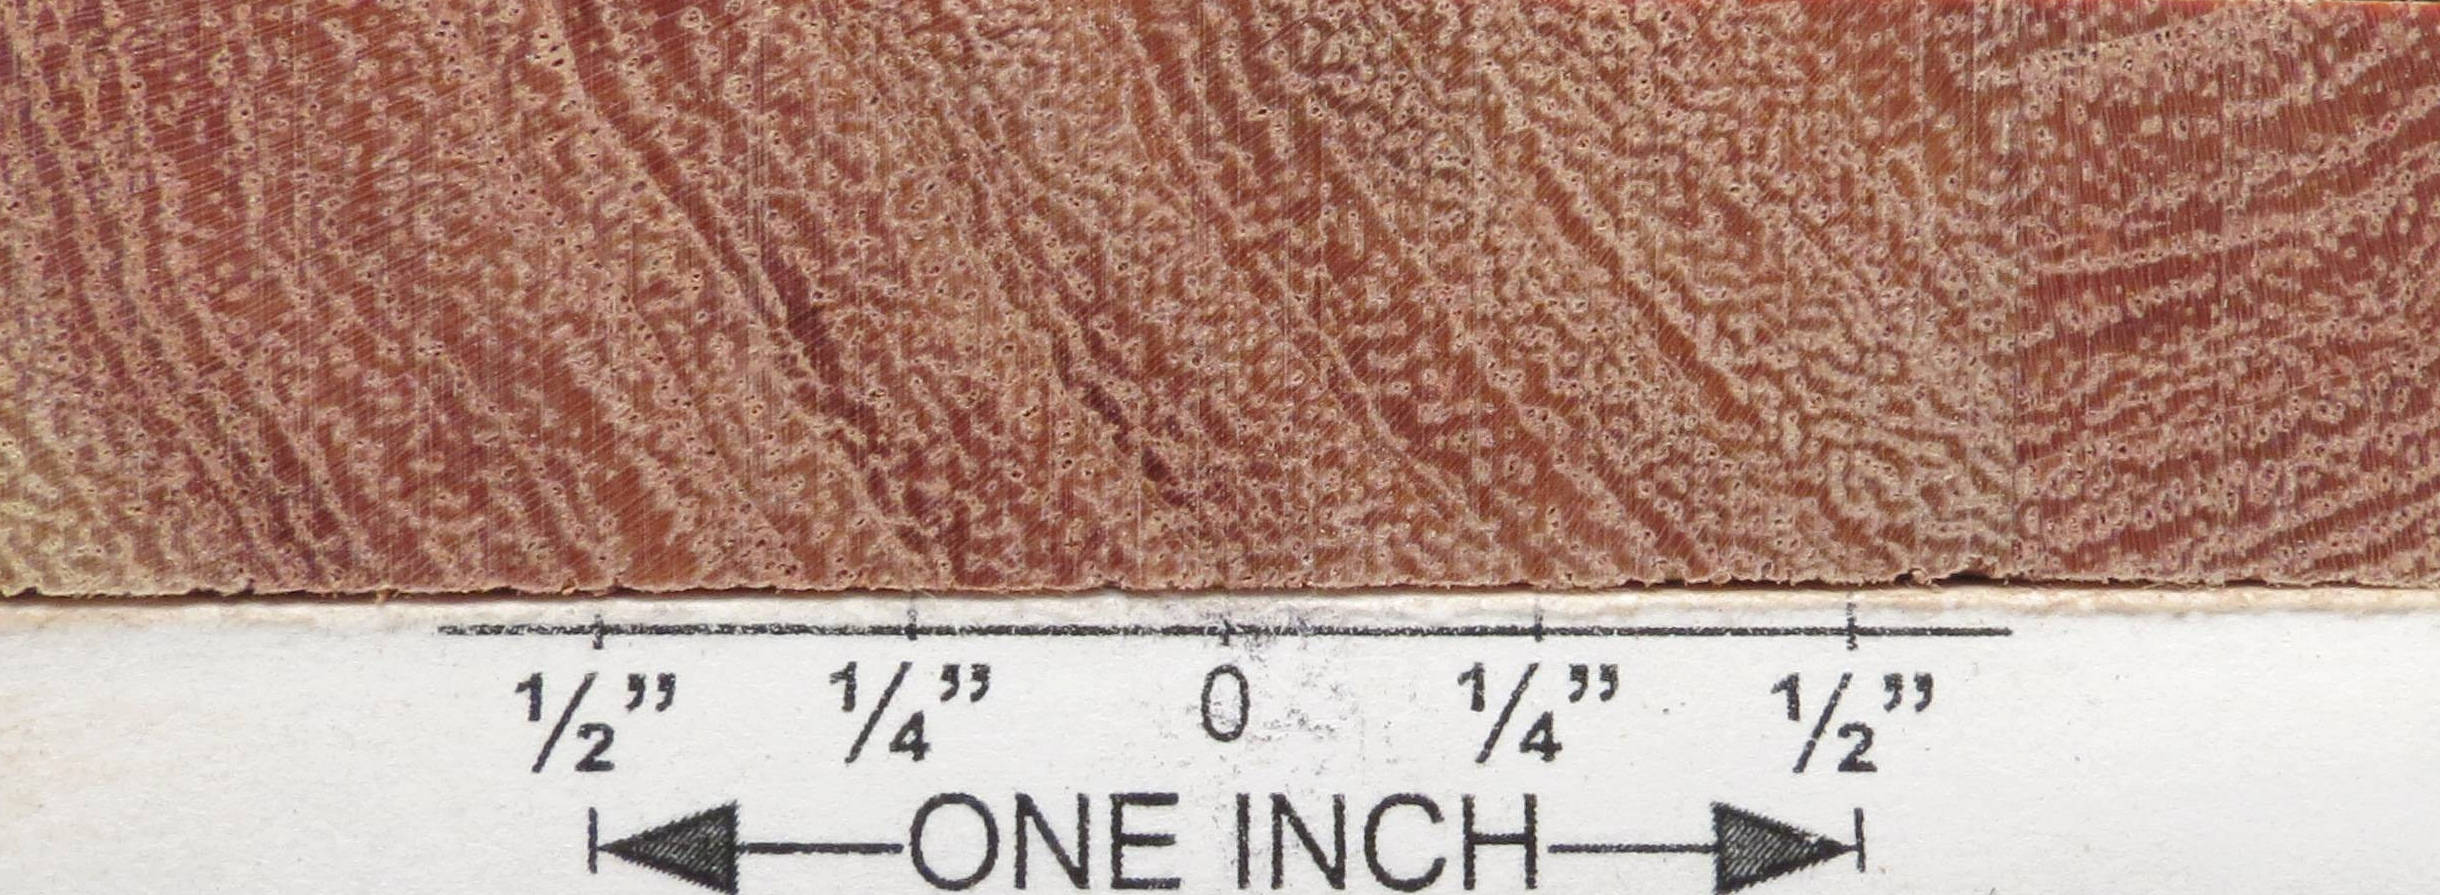 1/2” 1/4” 0 1/4” 1/2”
ONE INCH